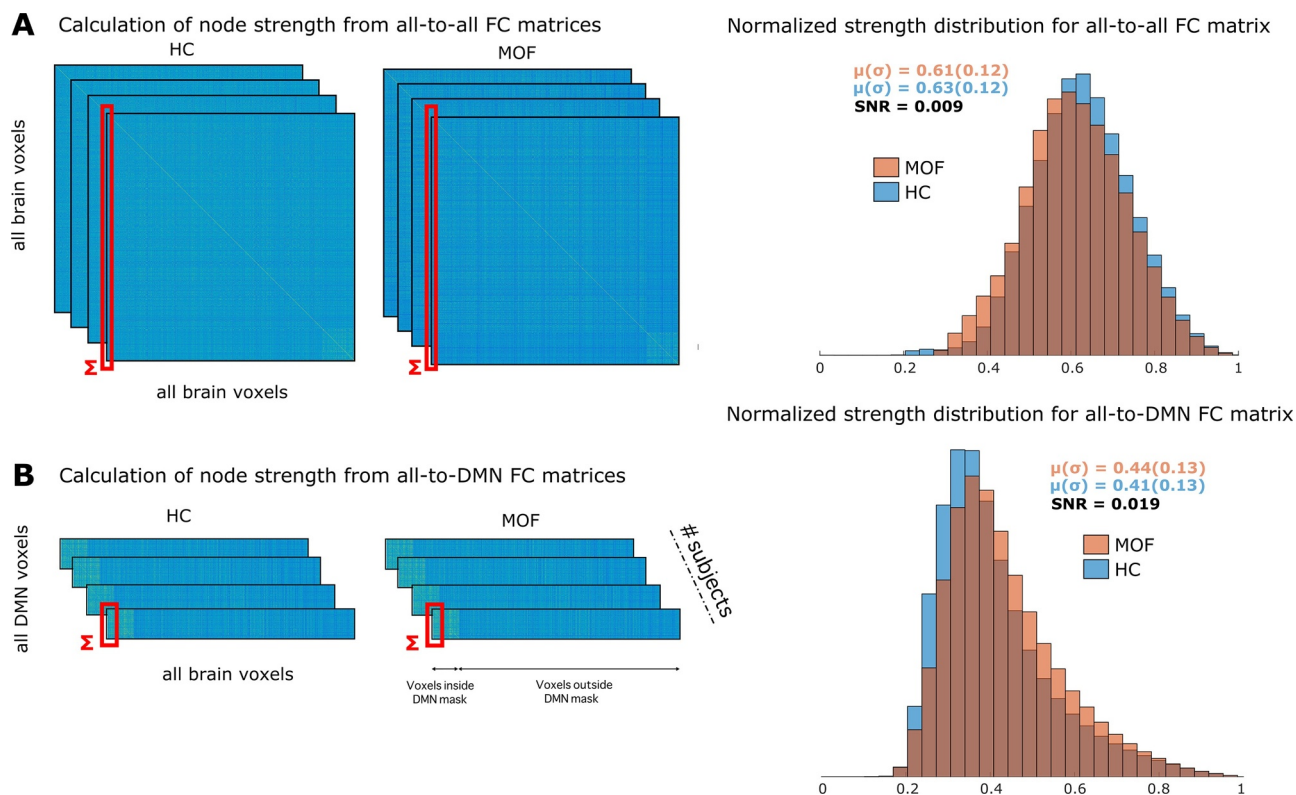 A Calculation of node strength from all-to-all FC matrices
HC
MOF
all brain voxels
Σ
Σ
all brain voxels
Normalized strength distribution for all-to-all FC matrix
μ(σ) = 0.61(0.12)
μ(σ) = 0.63(0.12)
SNR = 0.009
MOF
HC
0 0.2 0.4 0.6 0.8 1
B Calculation of node strength from all-to-DMN FC matrices
HC
MOF
# subjects
all DMN voxels
Σ
Σ
all brain voxels
Voxels inside
DMN mask
Voxels outside
DMN mask
Normalized strength distribution for all-to-DMN FC matrix
μ(σ) = 0.44(0.13)
μ(σ) = 0.41(0.13)
SNR = 0.019
MOF
HC
0 0.2 0.4 0.6 0.8 1